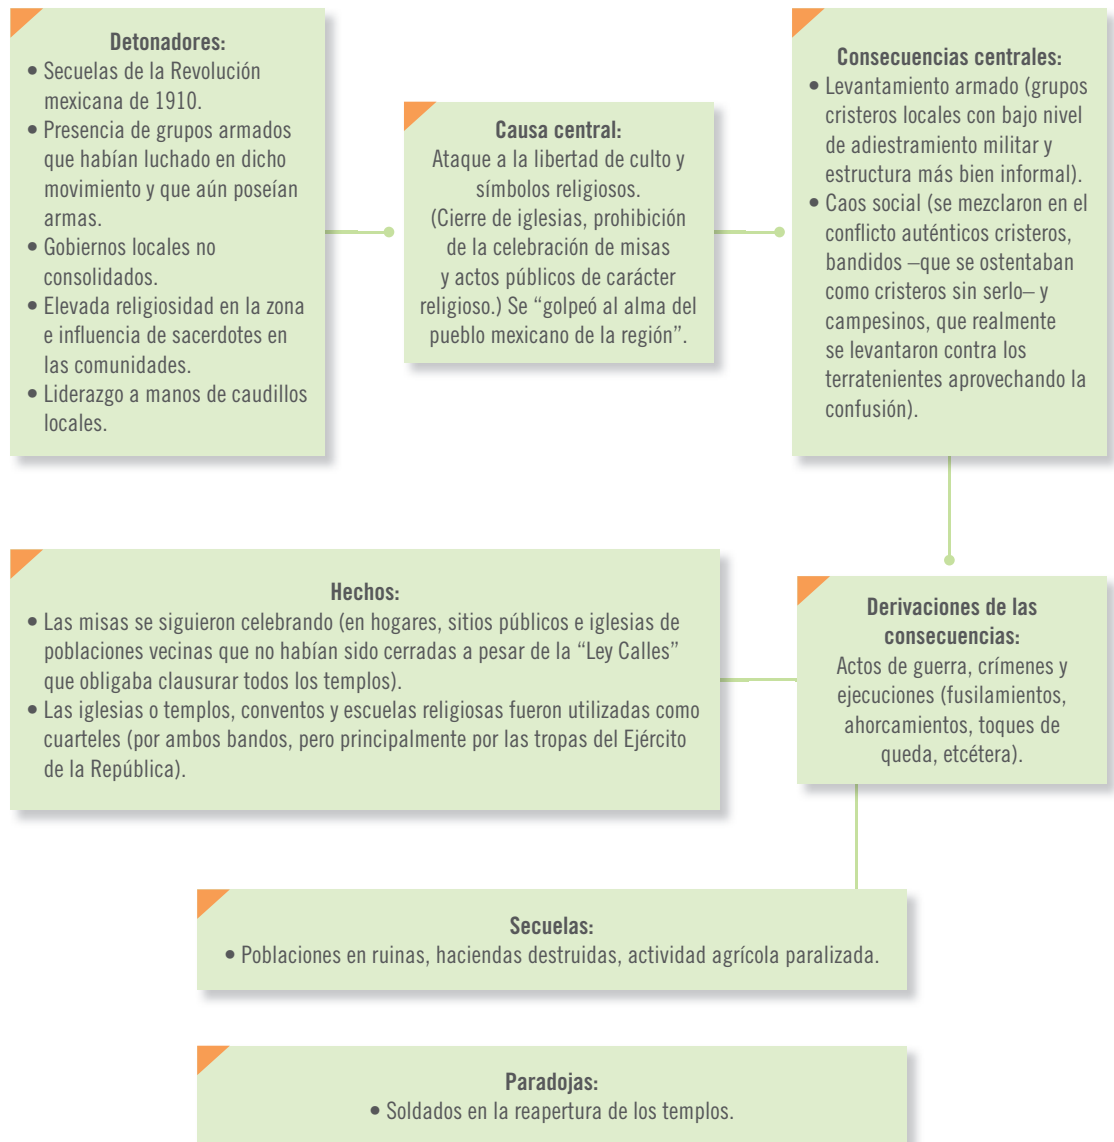 Detonadores:
• Secuelas de la Revolución
mexicana de 1910.
• Presencia de grupos armados
que habían luchado en dicho
movimiento y que aún poseían
armas.
• Gobiernos locales no
consolidados.
• Elevada religiosidad en la zona
e influencia de sacerdotes en
las comunidades.
• Liderazgo a manos de caudillos
locales.
Causa central:
Ataque a la libertad de culto y
símbolos religiosos.
(Cierre de iglesias, prohibición
de la celebración de misas
y actos públicos de carácter
religioso.) Se “golpeó al alma del
pueblo mexicano de la región”.
Consecuencias centrales:
• Levantamiento armado (grupos
cristeros locales con bajo nivel
de adiestramiento militar y
estructura más bien informal).
• Caos social (se mezclaron en el
conflicto auténticos cristeros,
bandidos –que se ostentaban
como cristeros sin serlo– y
campesinos, que realmente
se levantaron contra los
terratenientes aprovechando la
confusión).
Hechos:
• Las misas se siguieron celebrando (en hogares, sitios públicos e iglesias de
poblaciones vecinas que no habían sido cerradas a pesar de la “Ley Calles”
que obligaba clausurar todos los templos).
• Las iglesias o templos, conventos y escuelas religiosas fueron utilizadas como
cuarteles (por ambos bandos, pero principalmente por las tropas del Ejército
de la República).
Derivaciones de las
consecuencias:
Actos de guerra, crímenes y
ejecuciones (fusilamientos,
ahorcamientos, toques de
queda, etcétera).
Secuelas:
• Poblaciones en ruinas, haciendas destruidas, actividad agrícola paralizada.
Paradojas:
• Soldados en la reapertura de los templos.